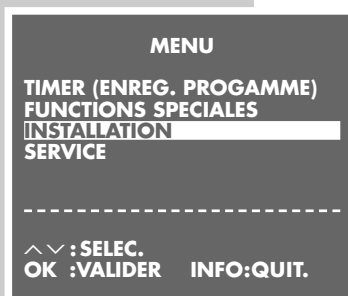 MENU
TIMER (ENREG. PROGAMME)
FUNCTIONS SPECIALES
INSTALLATION
SERVICE
: SELEC.
OK :VALIDER INFO:QUIT.